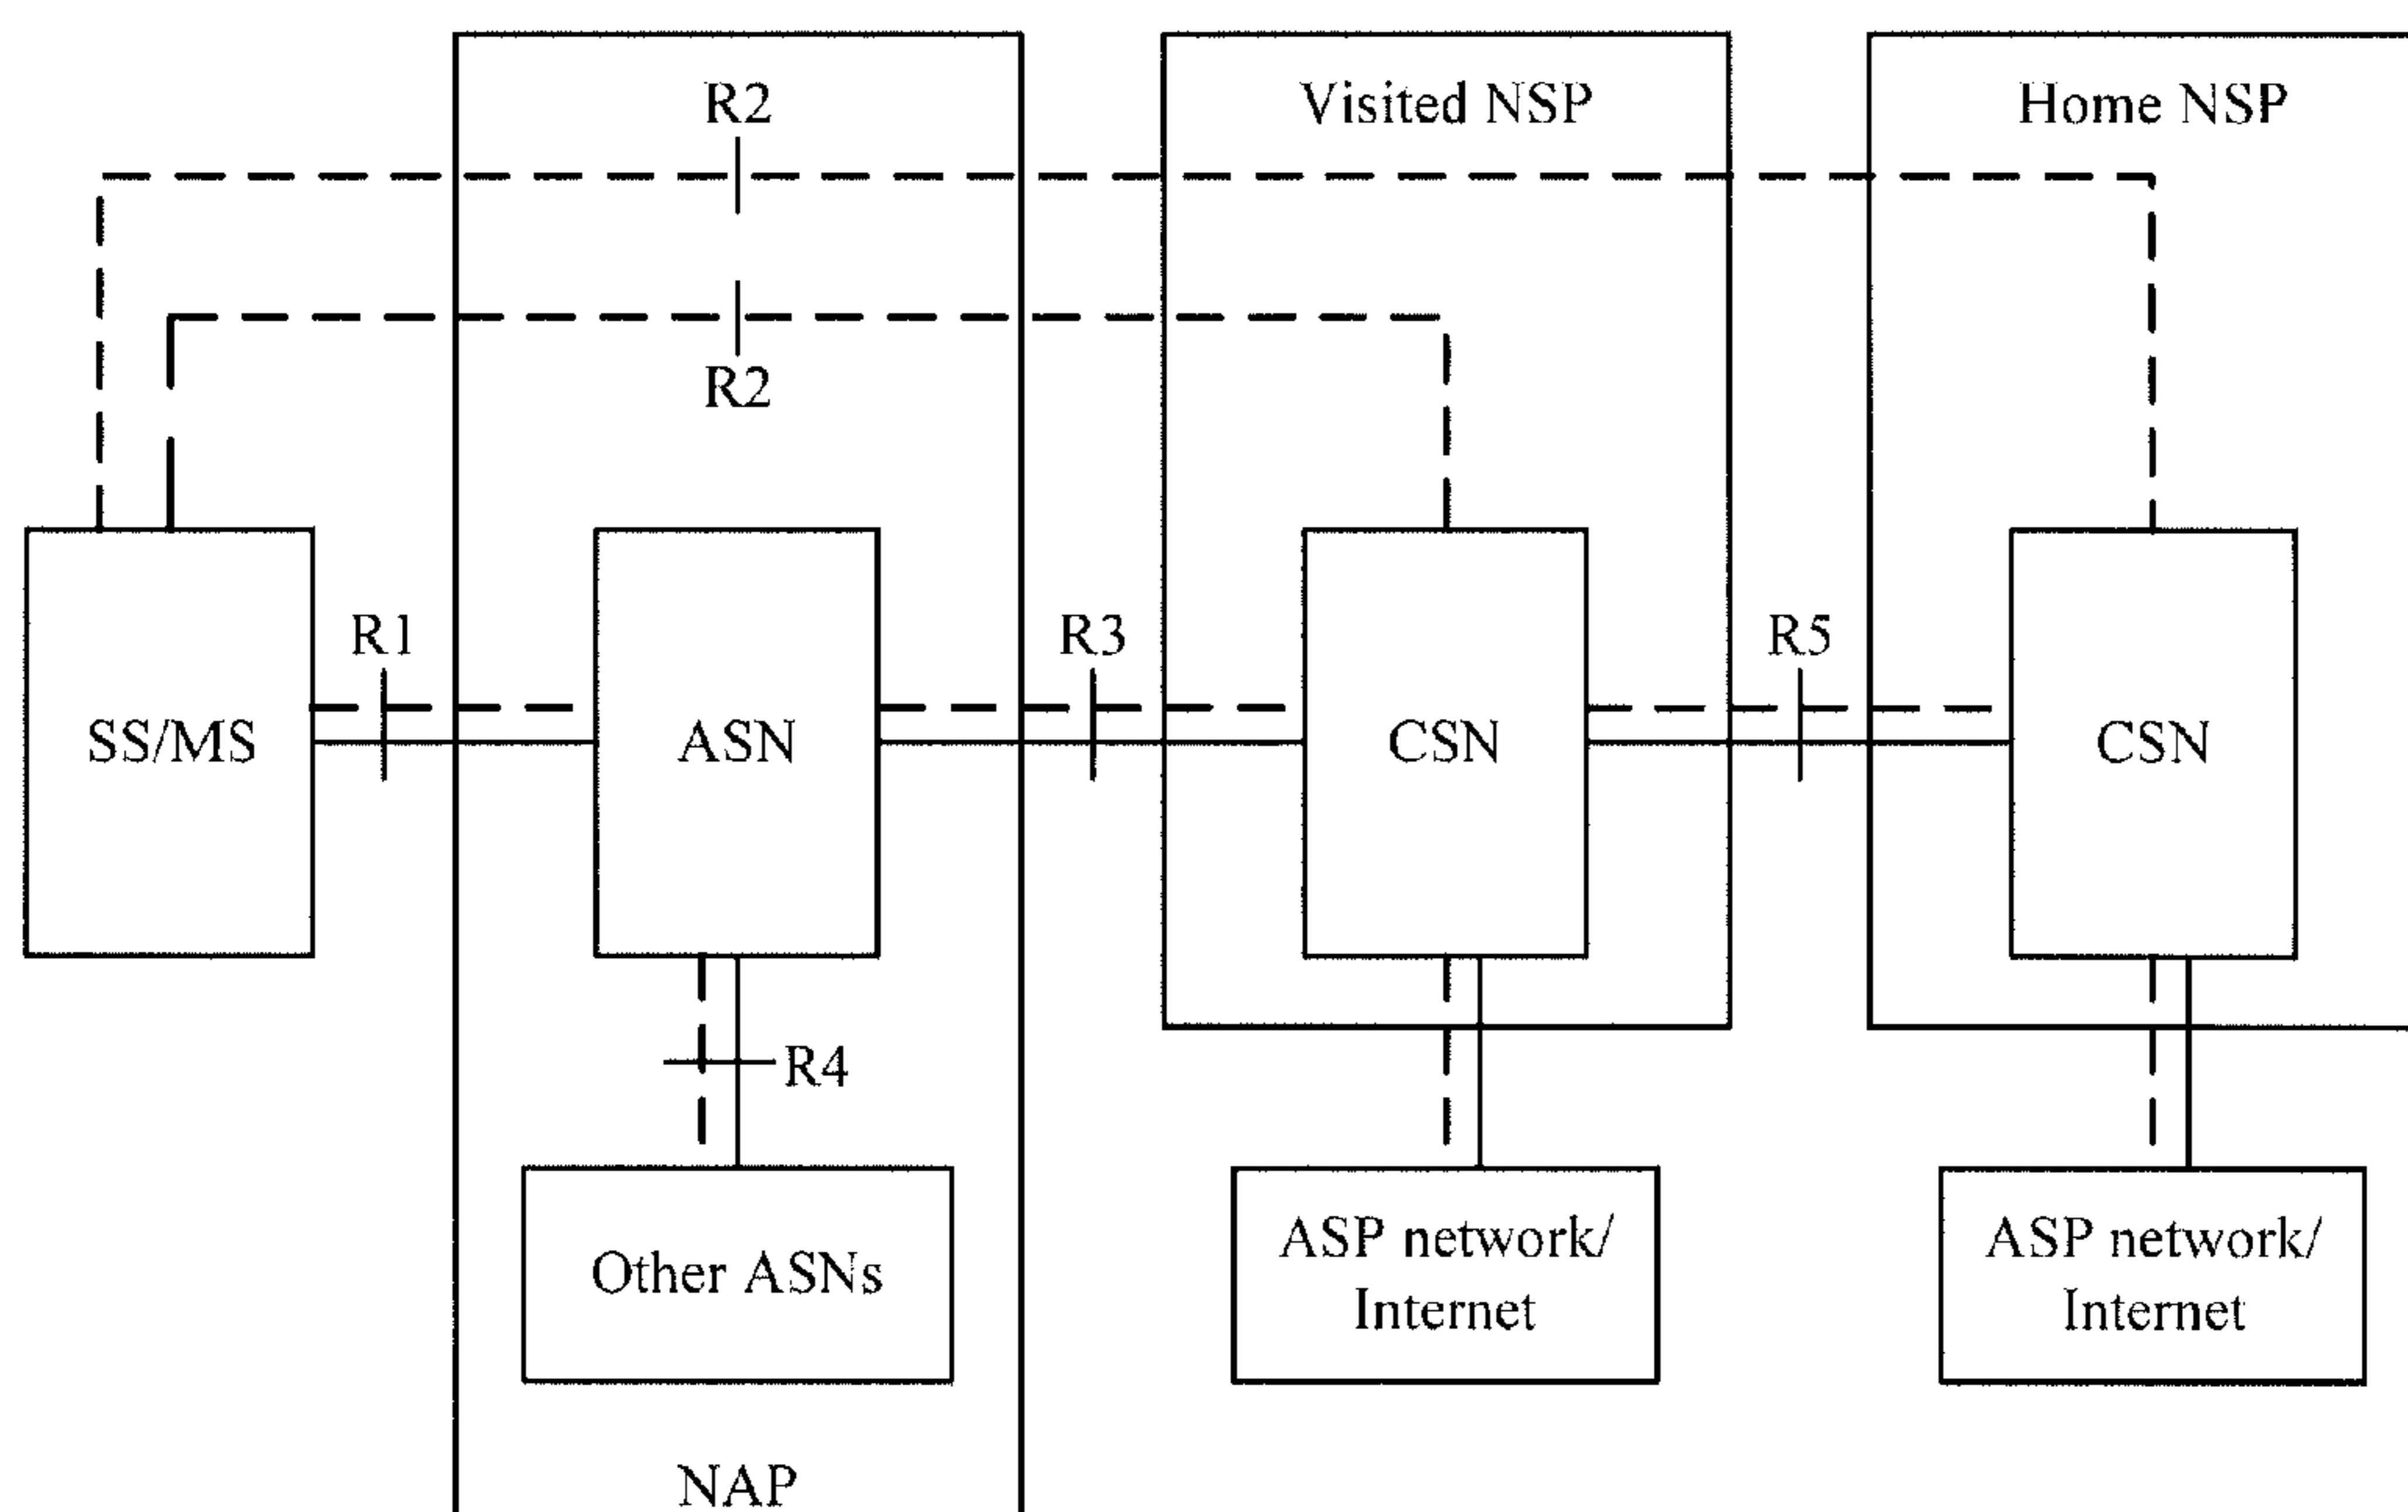 R2
Visited NSP
Home NSP
R2
R1
R3
R5
SS/MS
ASN
CSN
CSN
R4
Other ASNs
ASP network/
Internet
ASP network/
Internet
NAP